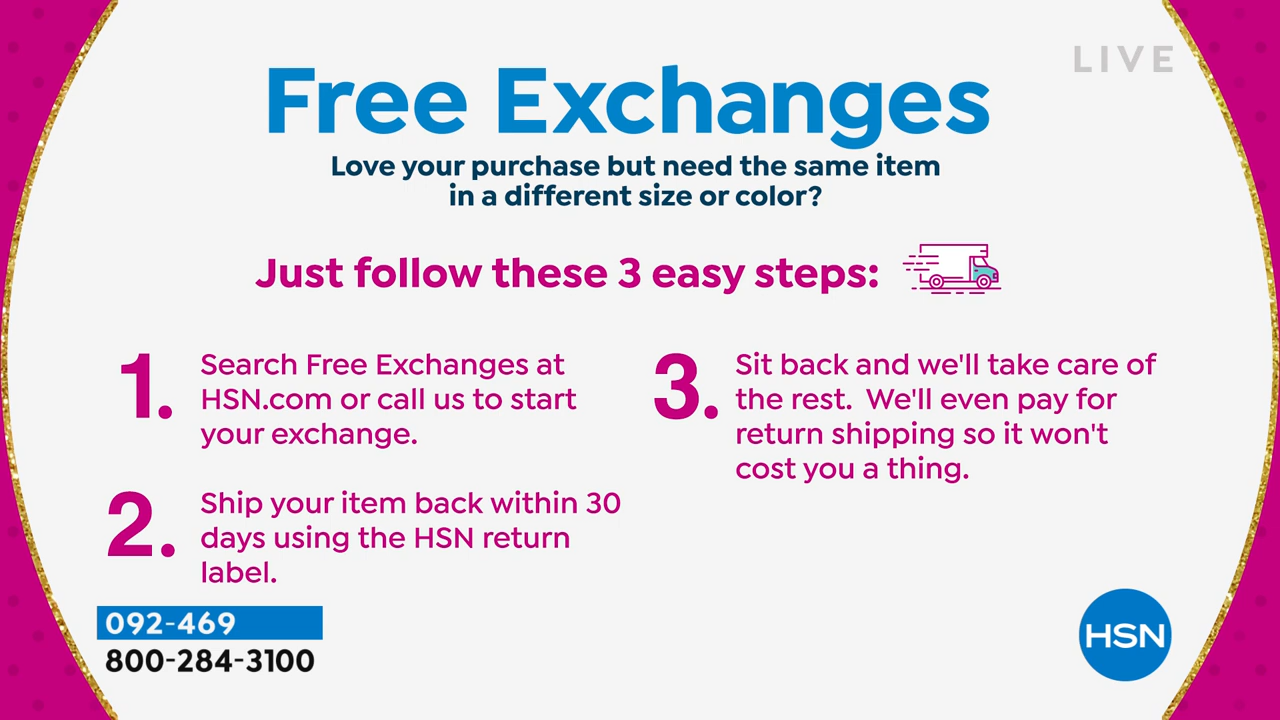 LIVE
Free Exchanges
Love your purchase but need the same item
in a different size or color?
Just follow these 3 easy steps:
1. Search Free Exchanges at
HSN.com or call us to start
your exchange.
2. Ship your item back within 30
days using the HSN return
label.
3. Sit back and we'll take care of
the rest.  We'll even pay for
return shipping so it won't
cost you a thing.
092-469
800-284-3100
HSN